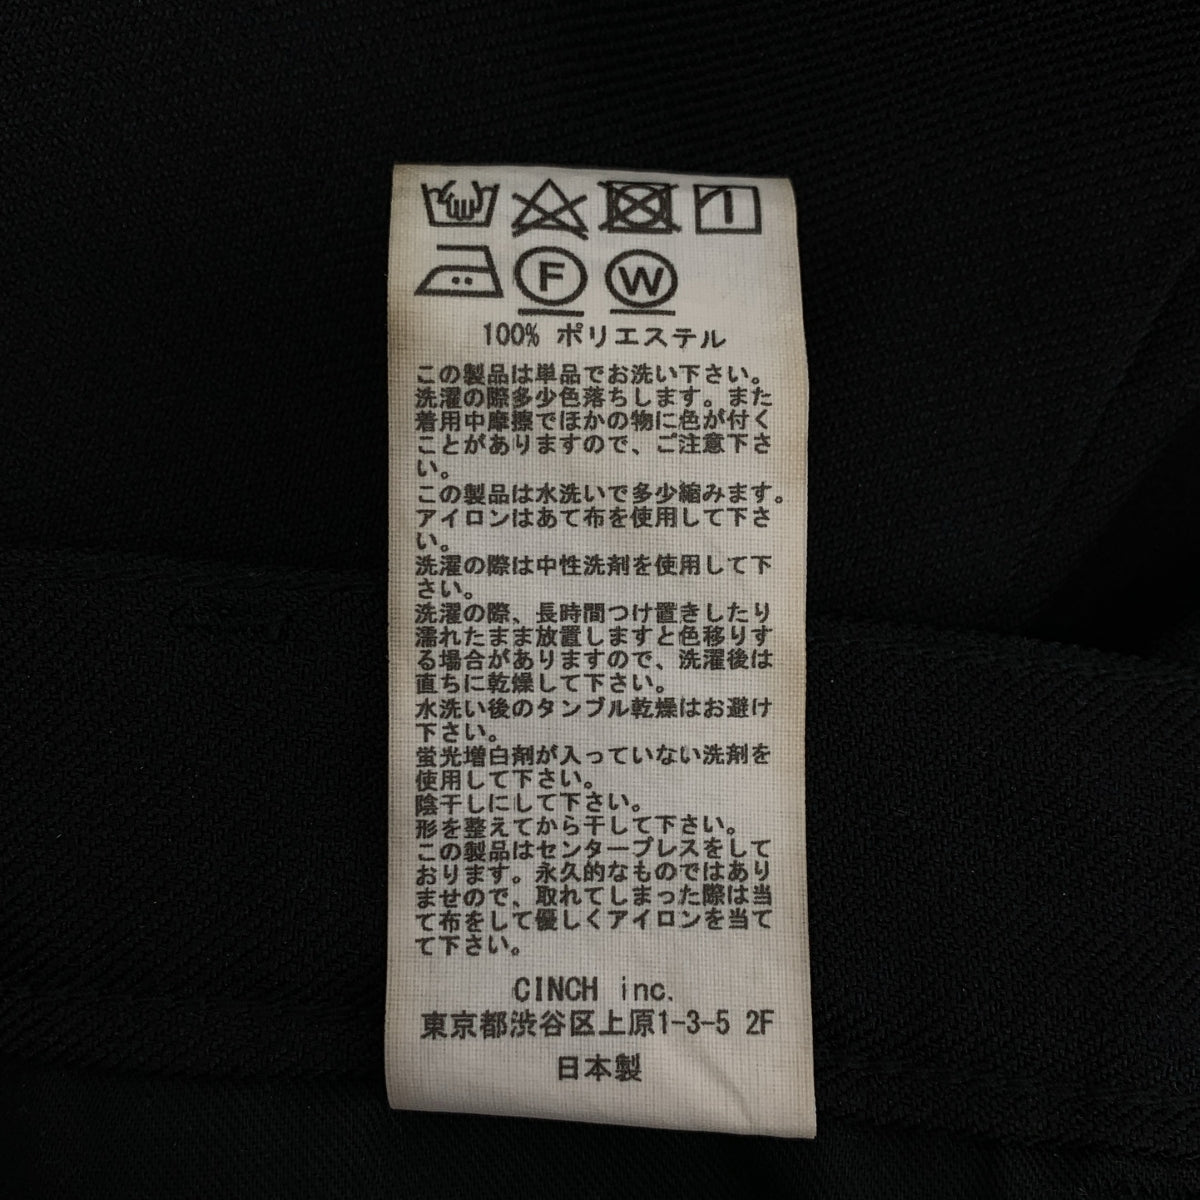 F W
100% ポリエステル
この製品は単品でお洗い下さい。
洗濯の際多少色落ちします。また
着用中摩擦でほかの物に色が付く
ことがありますので、ご注意下さ
い。
この製品は水洗いで多少縮みます。
アイロンはあて布を使用して下さ
い。
洗濯の際は中性洗剤を使用して下
さい。
洗濯の際、長時間つけ置きしたり
濡れたまま放置しますと色移りす
る場合がありますので、洗濯後は
直ちに乾燥して下さい。
水洗い後のタンブル乾燥はお避け
下さい。
蛍光増白剤が入っていない洗剤を
使用して下さい。
陰干しにして下さい。
形を整えてから干して下さい。
この製品はセンタープレスをして
おります。永久的なものではあり
ませので、取れてしまった際は当
て布をして優しくアイロンを当て
て下さい。
CINCH inc.
東京都渋谷区上原1-3-5 2F
日本製